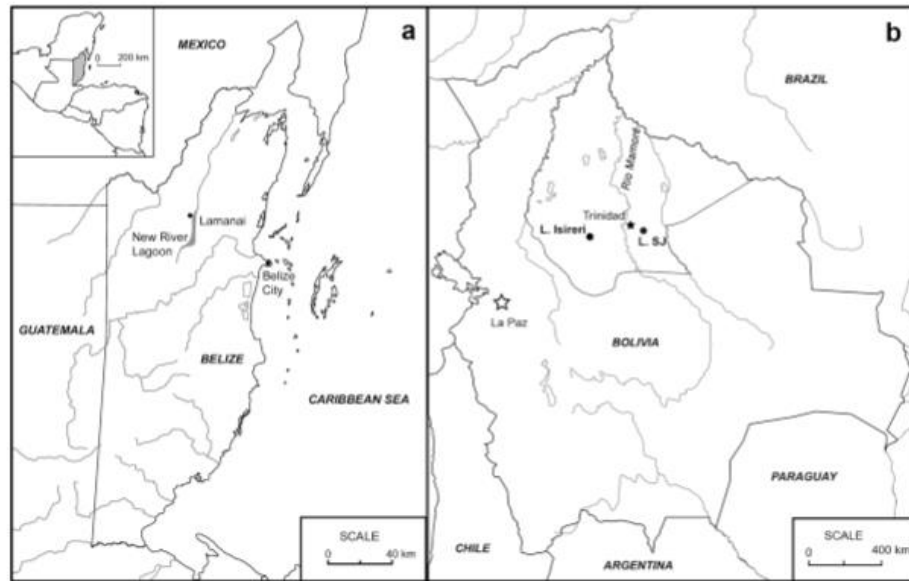 a
MEXICO
0 200 km
Lamanai
New River
Lagoon
Belize
City
GUATEMALA
BELIZE
CARIBBEAN SEA
SCALE
0 40 km
b
BRAZIL
Rio Mamoré
Trinidad
L. Isireri
L. SJ
La Paz
BOLIVIA
PARAGUAY
CHILE
ARGENTINA
SCALE
0 400 km